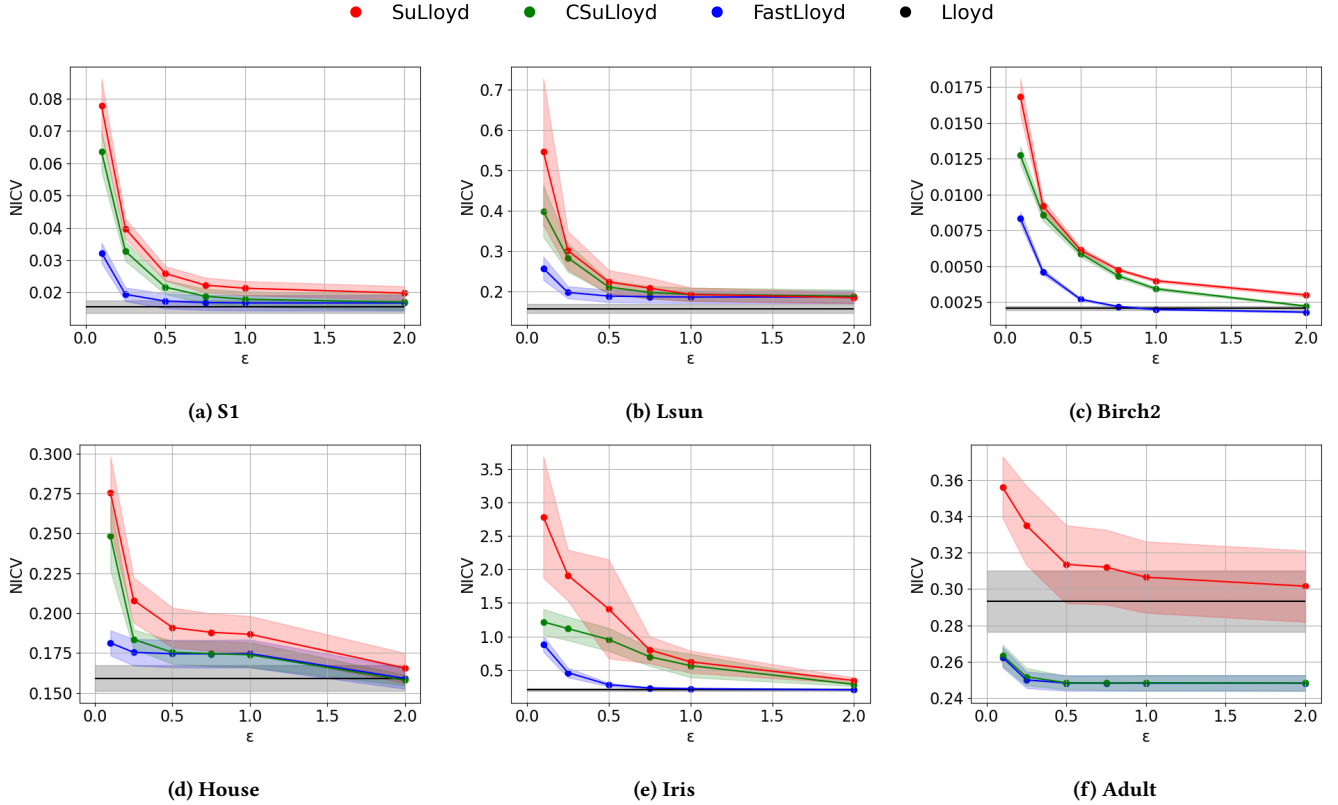 SuLloyd CSuLloyd FastLloyd Lloyd
0.08
0.07
0.06
0.05
0.04
0.03
0.02
NICV
0.0 0.5 1.0 1.5 2.0
ε
(a) S1
0.7
0.6
0.5
0.4
0.3
0.2
NICV
0.0 0.5 1.0 1.5 2.0
ε
(b) Lsun
0.0175
0.0150
0.0125
0.0100
0.0075
0.0050
0.0025
NICV
0.0 0.5 1.0 1.5 2.0
ε
(c) Birch2
0.300
0.275
0.250
0.225
0.200
0.175
0.150
NICV
0.0 0.5 1.0 1.5 2.0
ε
(d) House
3.5
3.0
2.5
2.0
1.5
1.0
0.5
NICV
0.0 0.5 1.0 1.5 2.0
ε
(e) Iris
0.36
0.34
0.32
0.30
0.28
0.26
0.24
NICV
0.0 0.5 1.0 1.5 2.0
ε
(f) Adult